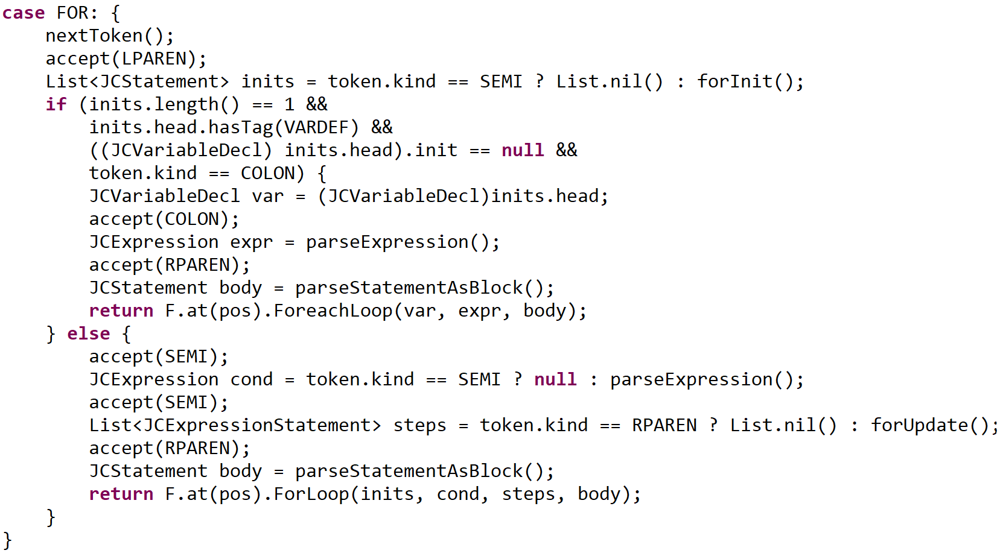 case FOR: {
    nextToken();
    accept(LPAREN);
    List<JCStatement> inits = token.kind == SEMI ? List.nil() : forInit();
    if (inits.length() == 1 &&
        inits.head.hasTag(VARDEF) &&
        ((JCVariableDecl) inits.head).init == null &&
        token.kind == COLON) {
        JCVariableDecl var = (JCVariableDecl)inits.head;
        accept(COLON);
        JCExpression expr = parseExpression();
        accept(RPAREN);
        JCStatement body = parseStatementAsBlock();
        return F.at(pos).ForeachLoop(var, expr, body);
    } else {
        accept(SEMI);
        JCExpression cond = token.kind == SEMI ? null : parseExpression();
        accept(SEMI);
        List<JCExpressionStatement> steps = token.kind == RPAREN ? List.nil() : forUpdate();
        accept(RPAREN);
        JCStatement body = parseStatementAsBlock();
        return F.at(pos).ForLoop(inits, cond, steps, body);
    }
}